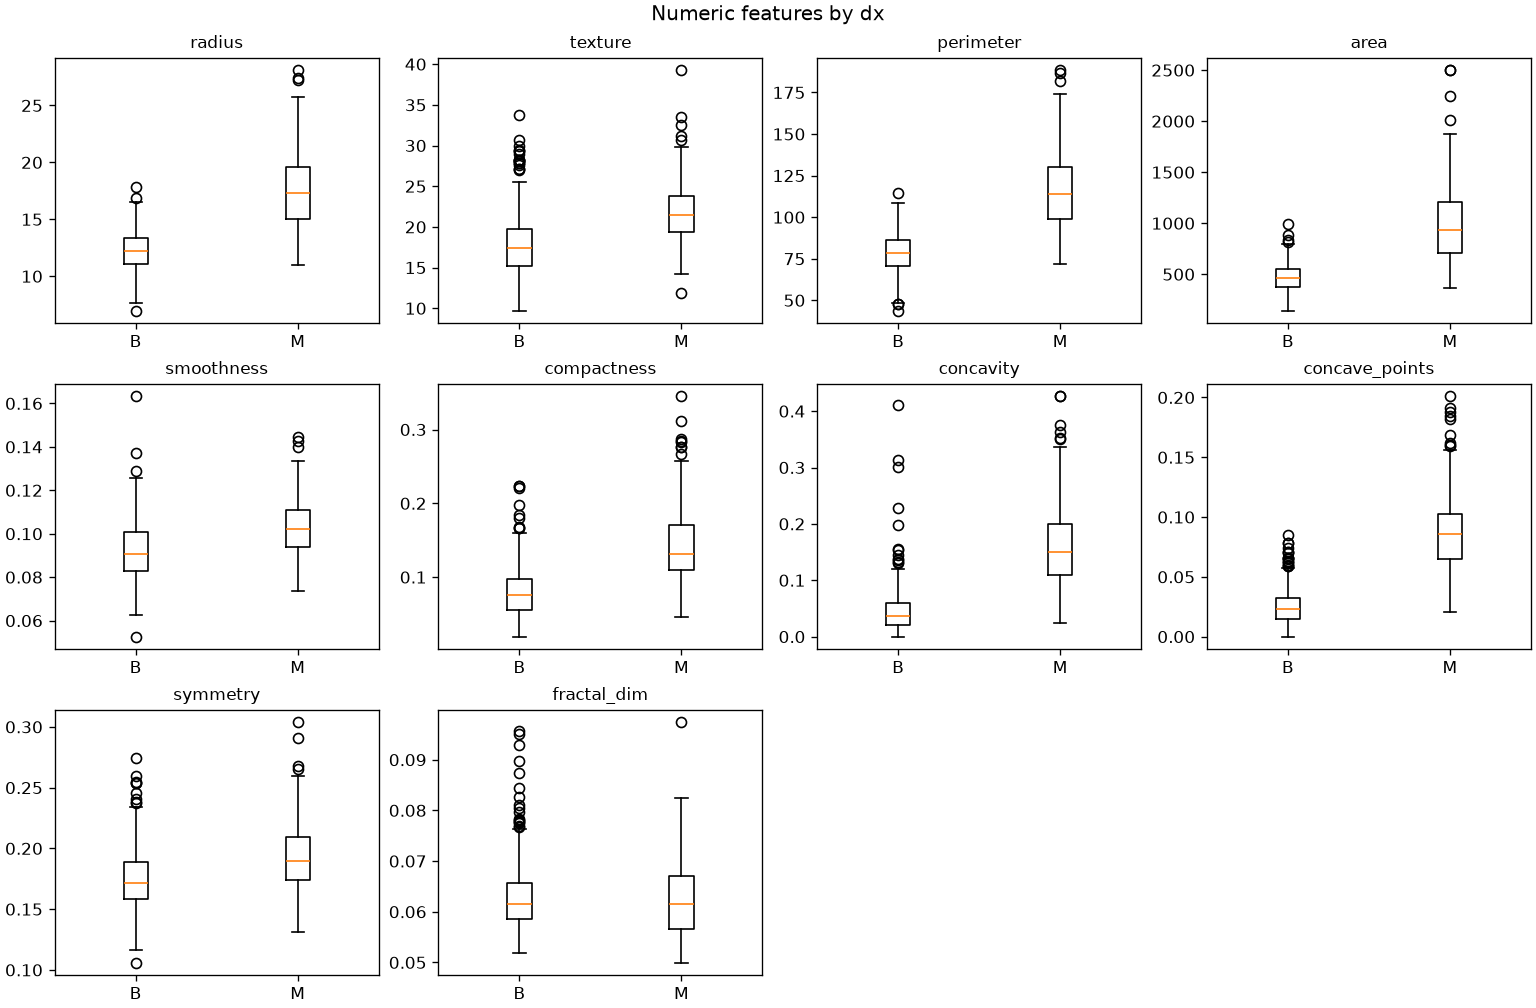 Numeric features by dx
radius
25
20
15
10
B M
texture
40
35
30
25
20
15
10
B M
perimeter
175
150
125
100
75
50
B M
area
2500
2000
1500
1000
500
B M
smoothness
0.16
0.14
0.12
0.10
0.08
0.06
B M
compactness
0.3
0.2
0.1
B M
concavity
0.4
0.3
0.2
0.1
0.0
B M
concave_points
0.20
0.15
0.10
0.05
0.00
B M
symmetry
0.30
0.25
0.20
0.15
0.10
B M
fractal_dim
0.09
0.08
0.07
0.06
0.05
B M